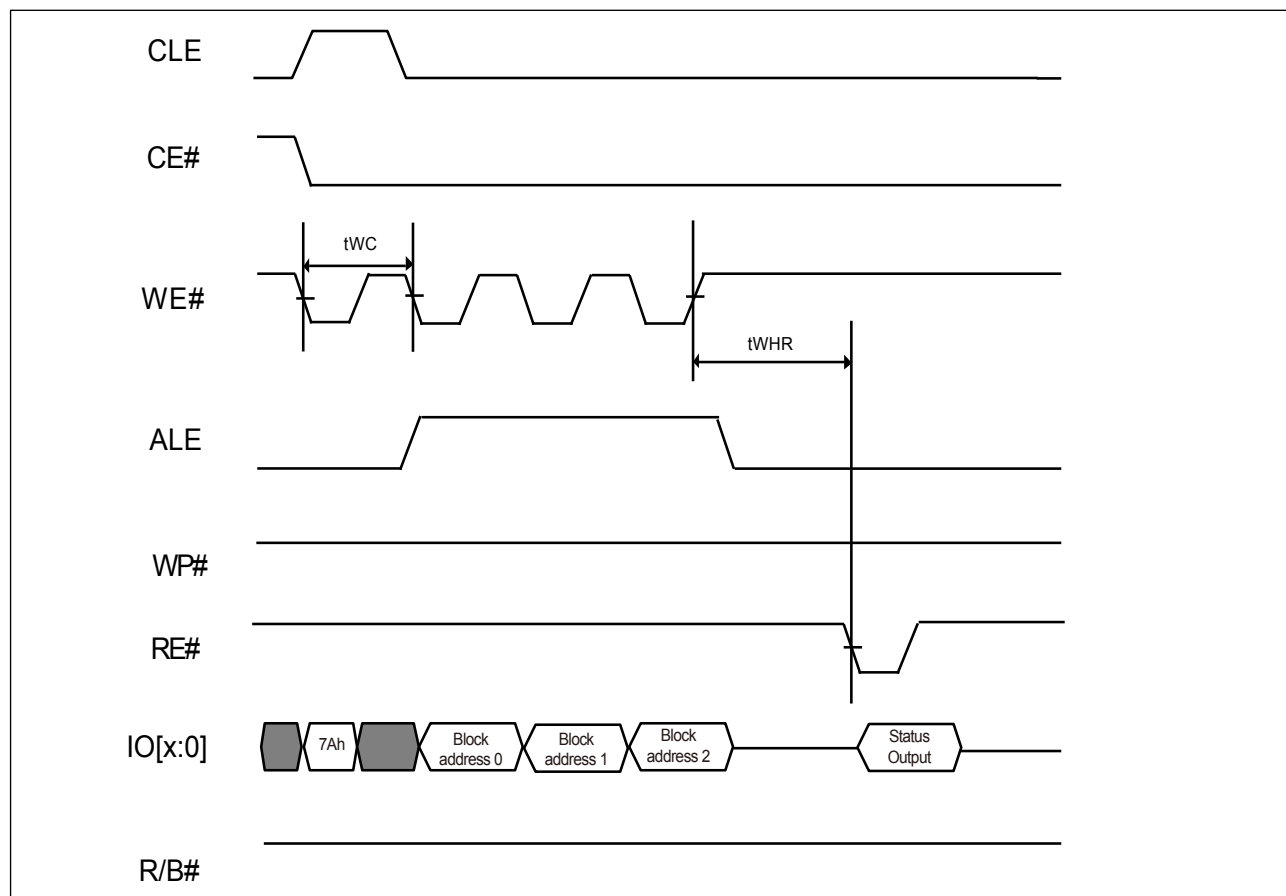 CLE
CE#
tWC
WE#
tWHR
ALE
WP#
RE#
IO[x:0]
7Ah
Block
address 0
Block
address 1
Block
address 2
Status
Output
R/B#